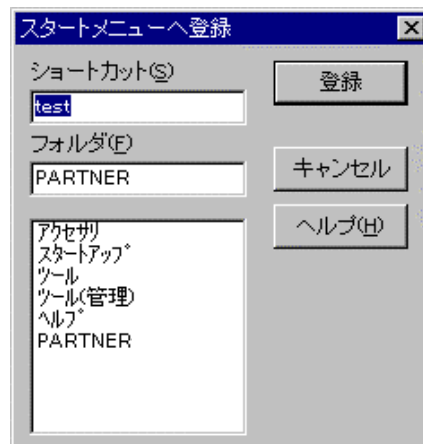 スタートメニューへ登録
ショートカット(S)
test
フォルダ(F)
PARTNER
ｱｸｾｻﾘ
ｽﾀｰﾄｱｯﾌﾟ
ﾂｰﾙ
ﾂｰﾙ(管理)
ﾍﾙﾌﾟ
PARTNER
登録
キャンセル
ヘルプ(H)